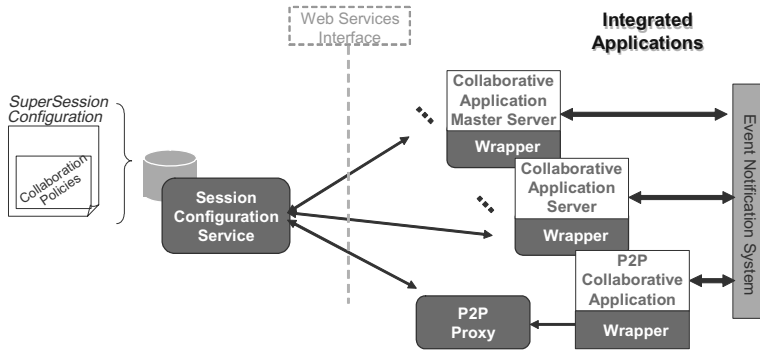 Web Services
Interface
Integrated
Applications
SuperSession
Configuration
Collaboration
Policies
Session
Configuration
Service
Collaborative
Application
Master Server
Wrapper
Collaborative
Application
Server
Wrapper
P2P
Collaborative
Application
Wrapper
P2P
Proxy
Event Notification System